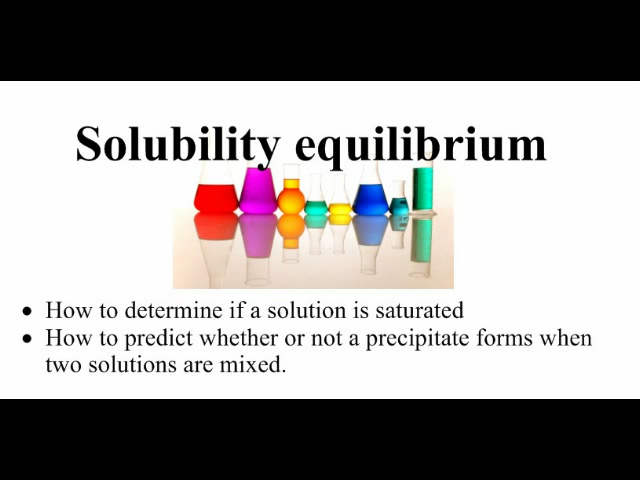 Solubility equilibrium
• How to determine if a solution is saturated
• How to predict whether or not a precipitate forms when
two solutions are mixed.